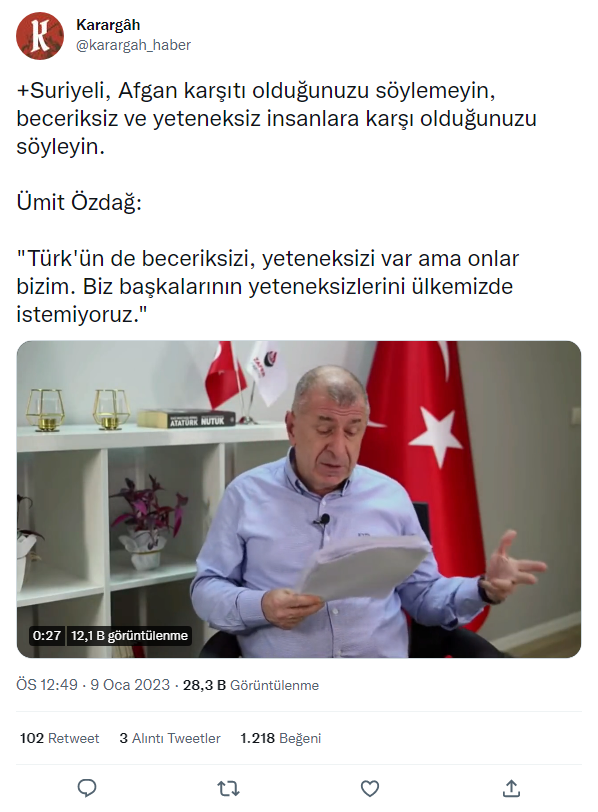 Karargâh
@karargah_haber
+Suriyeli, Afgan karşıtı olduğunuzu söylemeyin,
beceriksiz ve yeteneksiz insanlara karşı olduğunuzu
söyleyin.
Ümit Özdağ:
"Türk'ün de beceriksizi, yeteneksizi var ama onlar
bizim. Biz başkalarının yeteneksizlerini ülkemizde
istemiyoruz."
ATATÜRK NUTUK
0:27 12,1 B görüntülenme
ÖS 12:49 · 9 Oca 2023 · 28,3 B Görüntülenme
102 Retweet 3 Alıntı Tweetler 1.218 Beğeni